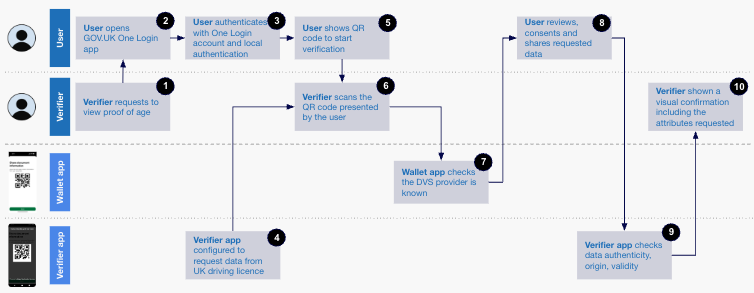 User
2
User opens
GOV.UK One Login
app
3
User authenticates
with One Login
account and local
authentication
5
User shows QR
code to start
verification
8
User reviews,
consents and
shares requested
data
Verifier
1
Verifier requests to
view proof of age
6
Verifier scans the
QR code presented
by the user
10
Verifier shown a
visual confirmation
including the
attributes requested
Wallet app
7
Wallet app checks
the DVS provider is
known
Verifier app
4
Verifier app
configured to
request data from
UK driving licence
9
Verifier app checks
data authenticity,
origin, validity